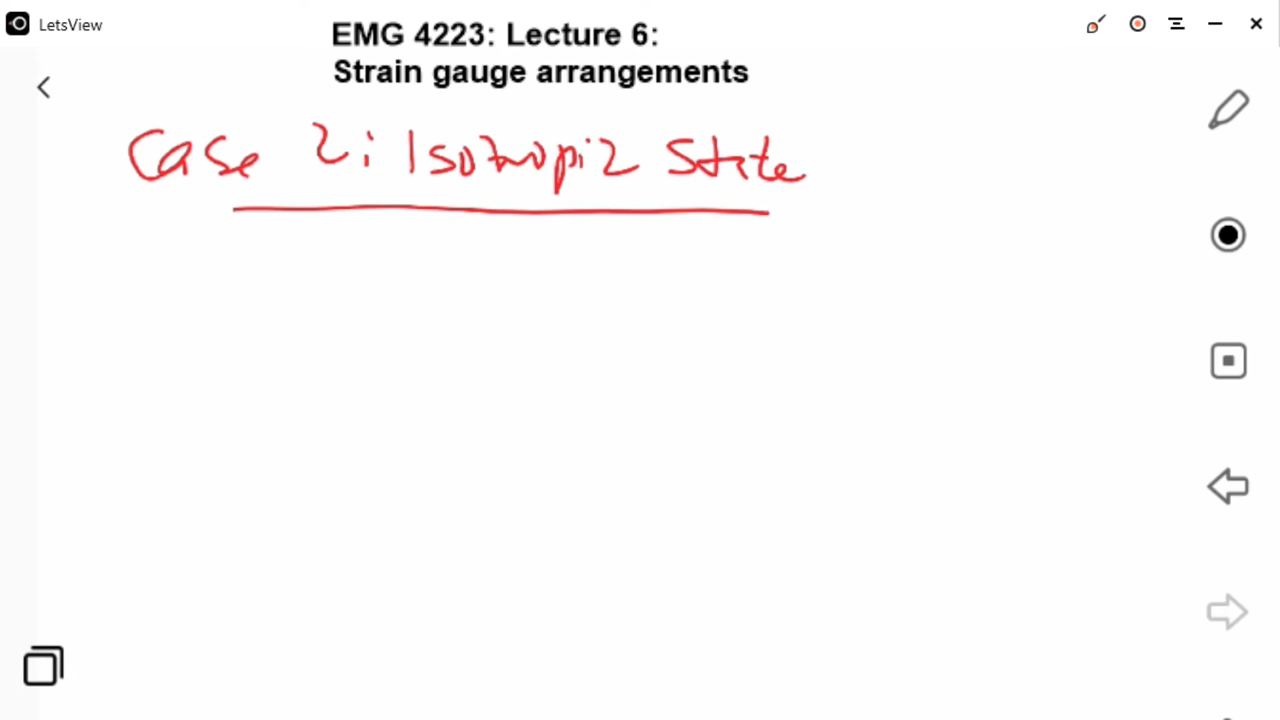 LetsView
EMG 4223: Lecture 6:
Strain gauge arrangements
Case 2: Isotropic State